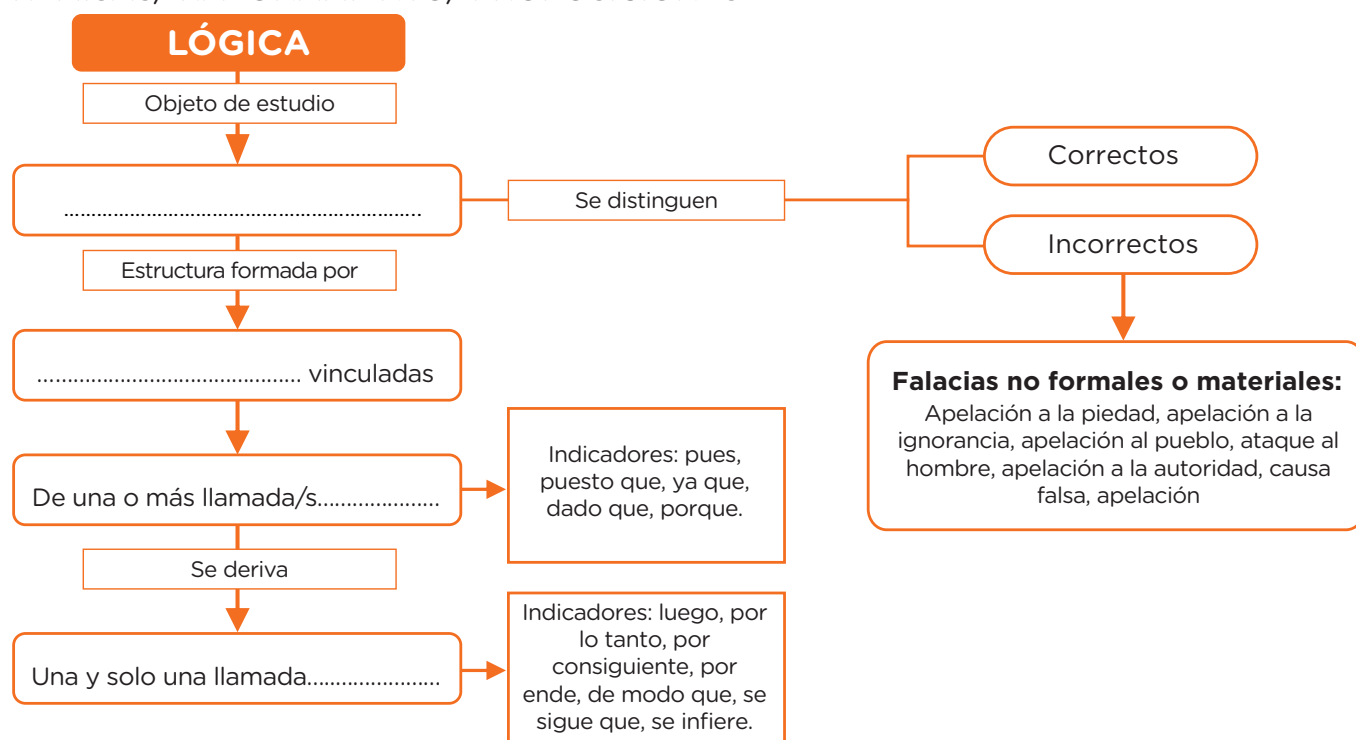 LÓGICA
Objeto de estudio
........................................................................
Se distinguen
Correctos
Incorrectos
Estructura formada por
........................................... vinculadas
De una o más llamada/s....................
Indicadores: pues,
puesto que, ya que,
dado que, porque.
Falacias no formales o materiales:
Apelación a la piedad, apelación a la
ignorancia, apelación al pueblo, ataque al
hombre, apelación a la autoridad, causa
falsa, apelación
Se deriva
Una y solo una llamada......................
Indicadores: luego, por
lo tanto, por
consiguiente, por
ende, de modo que, se
sigue que, se infiere.